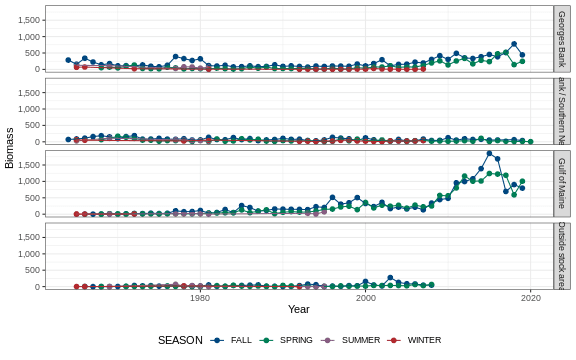 1,500
1,000
500
0
Georges Bank
1,500
1,000
500
0
ank / Southern Ne
1,500
1,000
500
0
Gulf of Maine
1,500
1,000
500
0
Outside stock area
Biomass
1980
2000
2020
Year
SEASON FALL SPRING SUMMER WINTER